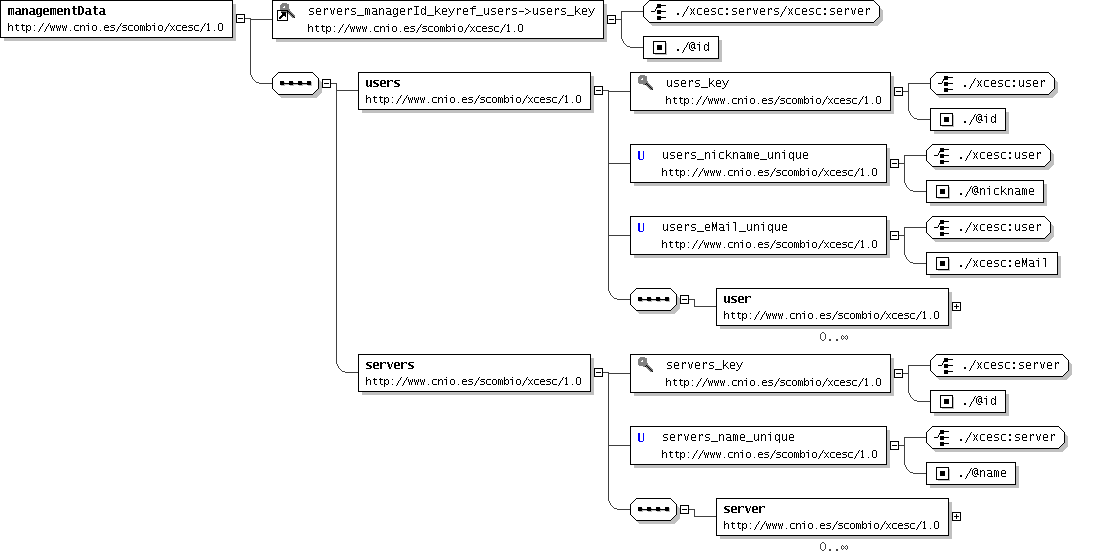 managementData
http://www.cnio.es/scombio/xcesc/1.0
servers_managerId_keyref_users->users_key
http://www.cnio.es/scombio/xcesc/1.0
./xcesc:servers/xcesc:server
./@id
users
http://www.cnio.es/scombio/xcesc/1.0
users_key
http://www.cnio.es/scombio/xcesc/1.0
./xcesc:user
./@id
U users_nickname_unique
http://www.cnio.es/scombio/xcesc/1.0
./xcesc:user
./@nickname
U users_eMail_unique
http://www.cnio.es/scombio/xcesc/1.0
./xcesc:user
./xcesc:eMail
user
http://www.cnio.es/scombio/xcesc/1.0
0..∞
servers
http://www.cnio.es/scombio/xcesc/1.0
servers_key
http://www.cnio.es/scombio/xcesc/1.0
./xcesc:server
./@id
U servers_name_unique
http://www.cnio.es/scombio/xcesc/1.0
./xcesc:server
./@name
server
http://www.cnio.es/scombio/xcesc/1.0
0..∞